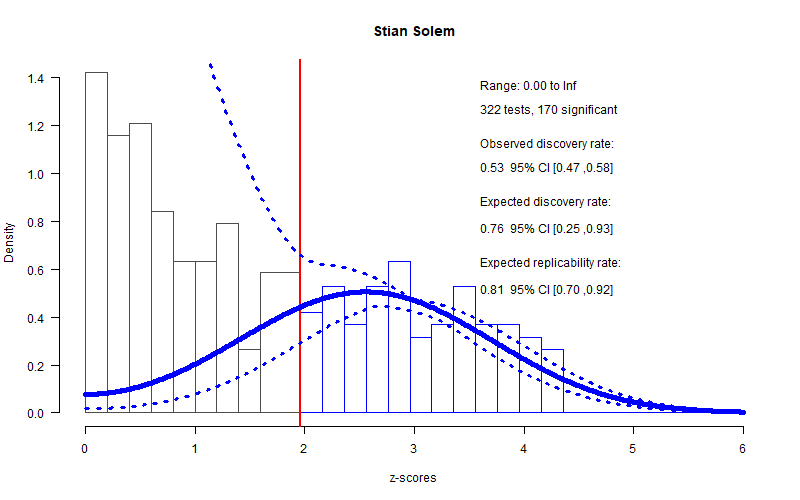 Stian Solem
Range: 0.00 to Inf
322 tests, 170 significant
Observed discovery rate:
0.53 95% CI [0.47 ,0.58]
Expected discovery rate:
0.76 95% CI [0.25 ,0.93]
Expected replicability rate:
0.81 95% CI [0.70 ,0.92]
Density
1.4
1.2
1.0
0.8
0.6
0.4
0.2
0.0
0 1 2 3 4 5 6
z-scores